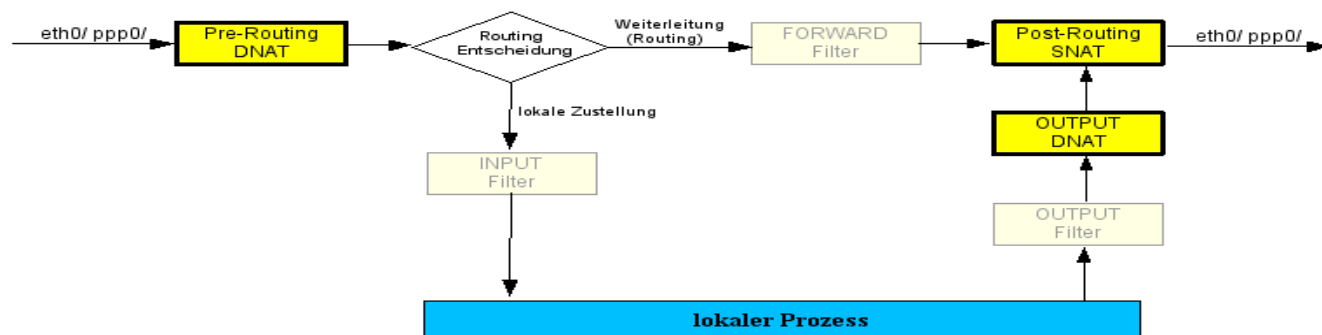 eth0/ ppp0/
Pre-Routing
DNAT
Routing
Entscheidung
Weiterleitung
(Routing)
FORWARD
Filter
Post-Routing
SNAT
eth0/ ppp0/
lokale Zustellung
OUTPUT
DNAT
INPUT
Filter
OUTPUT
Filter
lokaler Prozess